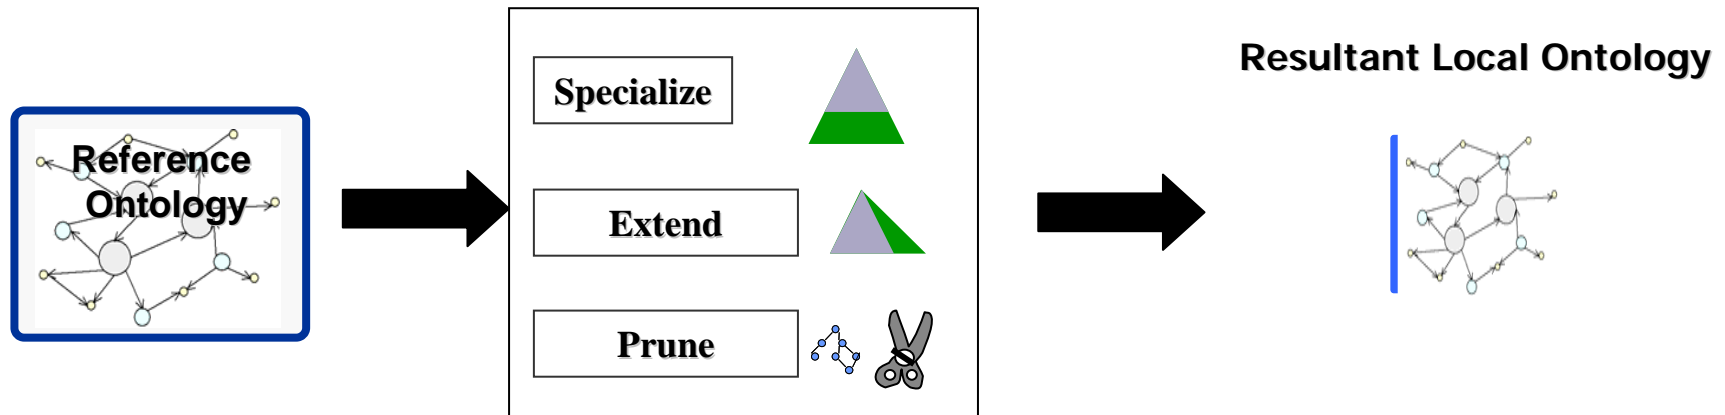 Reference
Ontology
Specialize
Extend
Prune
Resultant Local Ontology